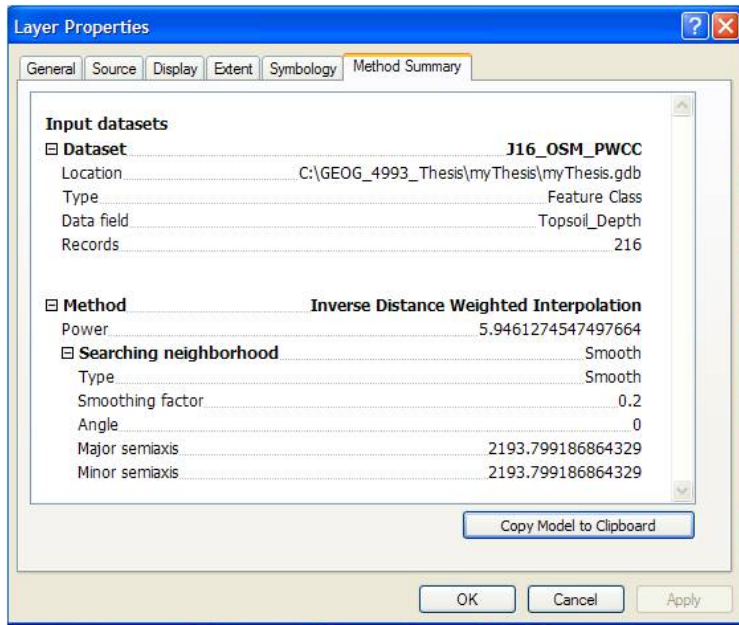 Layer Properties
General Source Display Extent Symbology Method Summary
Input datasets
Dataset J16_OSM_PWCC
Location C:\GEOG_4993_Thesis\myThesis\myThesis.gdb
Type Feature Class
Data field Topsoil_Depth
Records 216
Method Inverse Distance Weighted Interpolation
Power 5.9461274547497664
Searching neighborhood Smooth
Type Smooth
Smoothing factor 0.2
Angle 0
Major semiaxis 2193.799186864329
Minor semiaxis 2193.799186864329
Copy Model to Clipboard
OK Cancel Apply